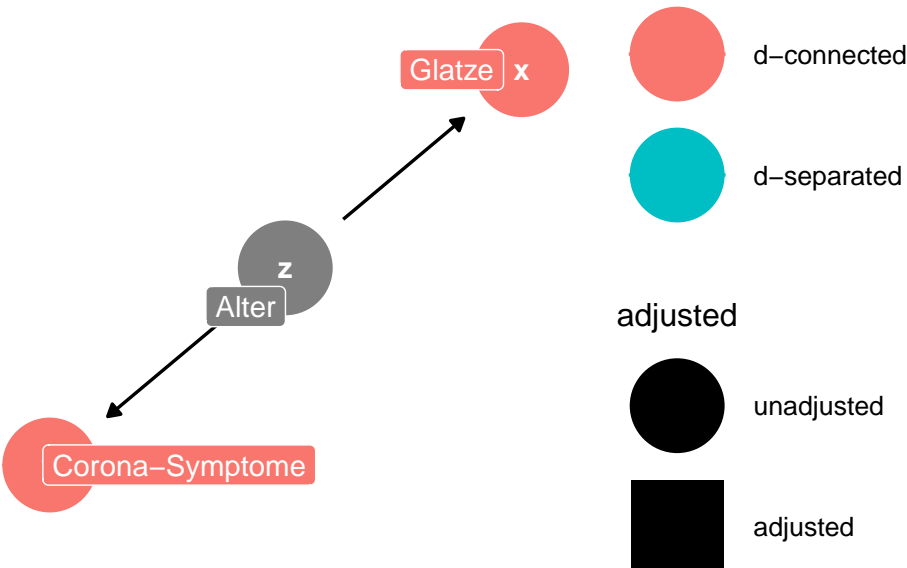 Glatze x
z
Alter
Corona−Symptome
d−connected
d−separated
adjusted
unadjusted
adjusted